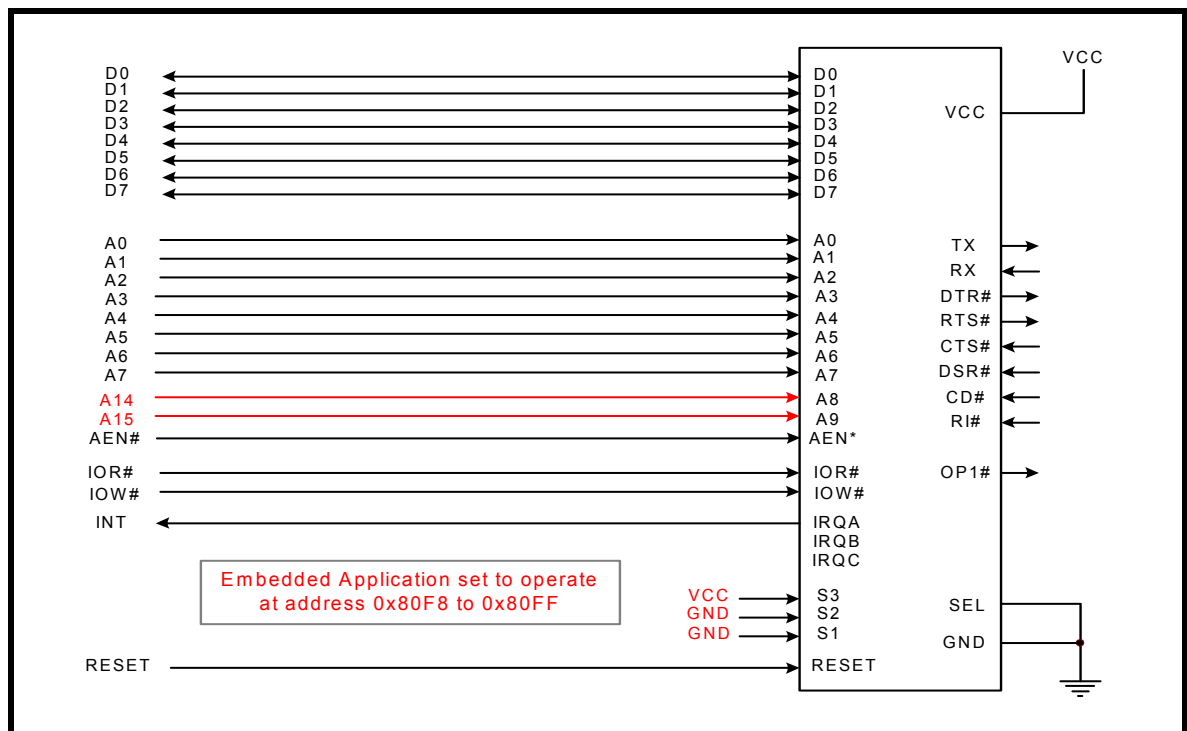 D0
D1
D2
D3
D4
D5
D6
D7
A0
A1
A2
A3
A4
A5
A6
A7
A14
A15
AEN#
IOR#
IOW#
INT
RESET
Embedded Application set to operate
at address 0x80F8 to 0x80FF
VCC
GND
GND
D0
D1
D2
D3
D4
D5
D6
D7
A0
A1
A2
A3
A4
A5
A6
A7
A8
A9
AEN*
IOR#
IOW#
IRQA
IRQB
IRQC
S3
S2
S1
RESET
VCC
TX
RX
DTR#
RTS#
CTS#
DSR#
CD#
RI#
OP1#
SEL
GND
VCC